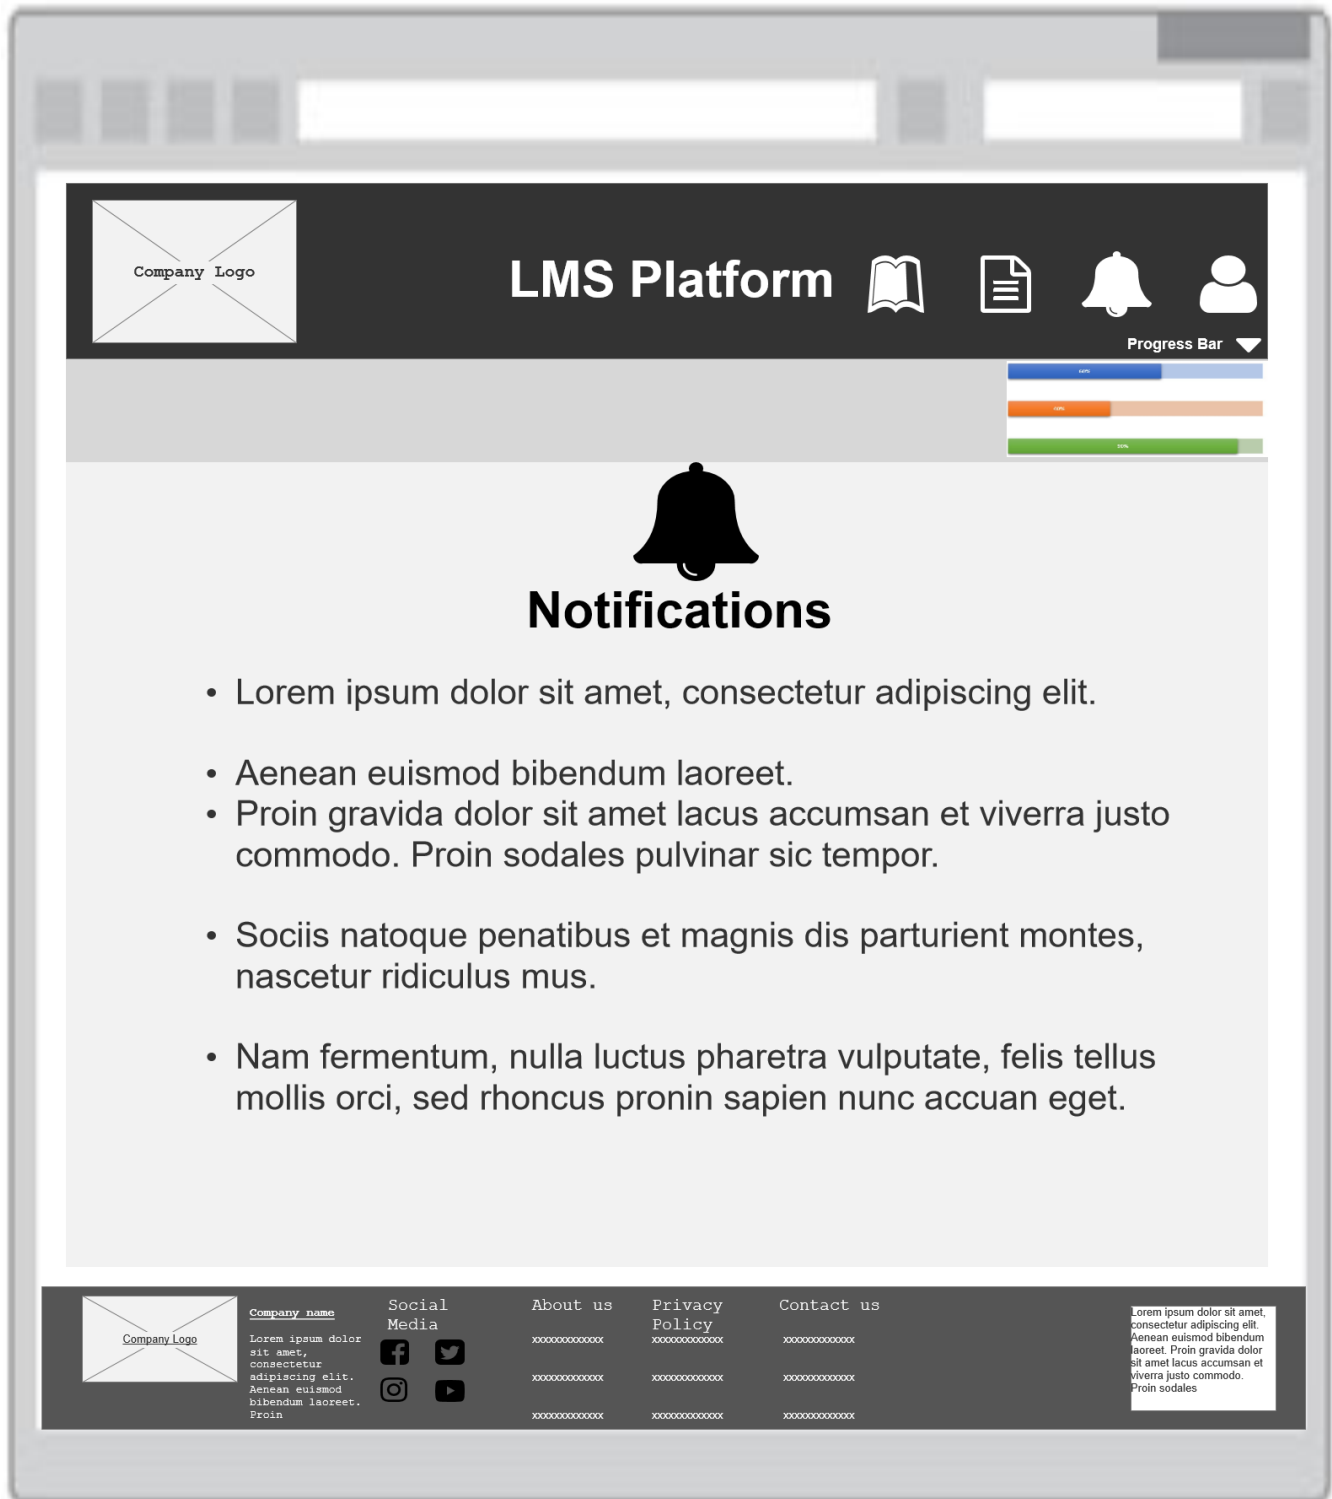 Company Logo
LMS Platform
Progress Bar
60%
40%
90%
Notifications
• Lorem ipsum dolor sit amet, consectetur adipiscing elit.
• Aenean euismod bibendum laoreet.
• Proin gravida dolor sit amet lacus accumsan et viverra justo
commodo. Proin sodales pulvinar sic tempor.
• Sociis natoque penatibus et magnis dis parturient montes,
nascetur ridiculus mus.
• Nam fermentum, nulla luctus pharetra vulputate, felis tellus
mollis orci, sed rhoncus pronin sapien nunc accuan eget.
Company Logo
Company name
Lorem ipsum dolor
sit amet,
consectetur
adipiscing elit.
Aenean euismod
bibendum laoreet.
Proin
Social
Media
About us
xxxxxxxxxxxxx
xxxxxxxxxxxxx
xxxxxxxxxxxxx
Privacy
Policy
xxxxxxxxxxxxx
xxxxxxxxxxxxx
xxxxxxxxxxxxx
Contact us
xxxxxxxxxxxxx
xxxxxxxxxxxxx
xxxxxxxxxxxxx
Lorem ipsum dolor sit amet,
consectetur adipiscing elit.
Aenean euismod bibendum
laoreet. Proin gravida dolor
sit amet lacus accumsan et
viverra justo commodo.
Proin sodales